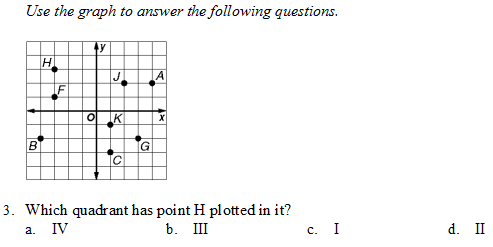 Use the graph to answer the following questions.
y
H
J A
F
O K x
B G
C
3. Which quadrant has point H plotted in it?
a. IV b. III c. I d. II